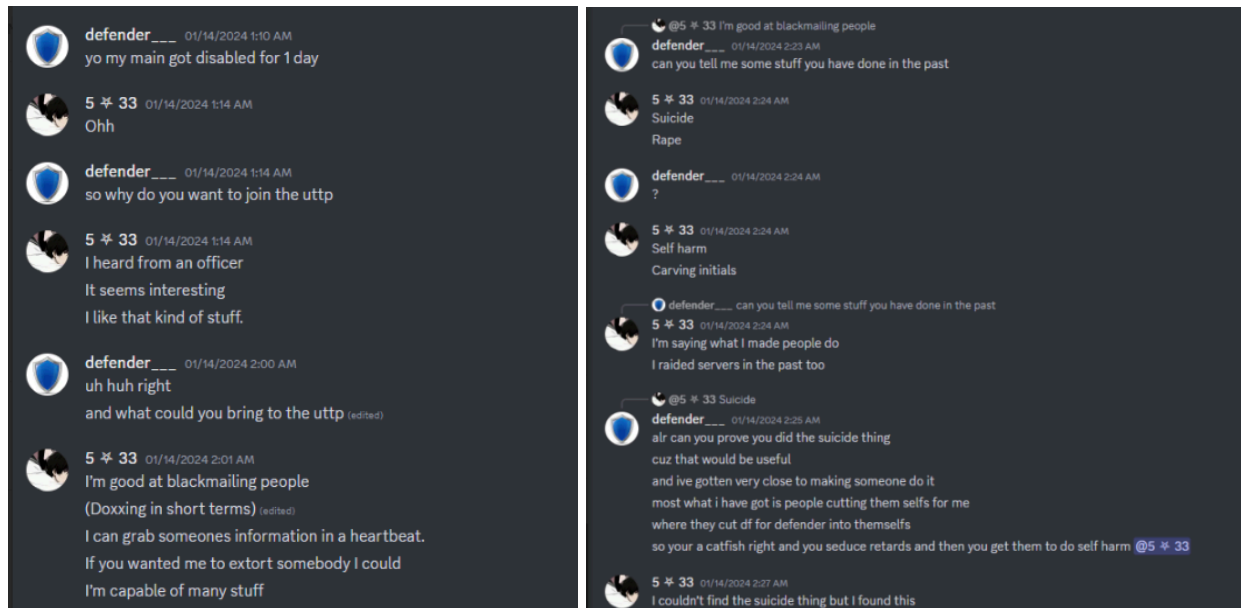 defender___ 01/14/2024 1:10 AM
yo my main got disabled for 1 day
5 ⛧ 33 01/14/2024 1:14 AM
Ohh
defender___ 01/14/2024 1:14 AM
so why do you want to join the uttp
5 ⛧ 33 01/14/2024 1:14 AM
I heard from an officer
It seems interesting
I like that kind of stuff.
defender___ 01/14/2024 2:00 AM
uh huh right
and what could you bring to the uttp (edited)
5 ⛧ 33 01/14/2024 2:01 AM
I'm good at blackmailing people
(Doxxing in short terms) (edited)
I can grab someones information in a heartbeat.
If you wanted me to extort somebody I could
I'm capable of many stuff
@5 ⛧ 33 I'm good at blackmailing people
defender___ 01/14/2024 2:23 AM
can you tell me some stuff you have done in the past
5 ⛧ 33 01/14/2024 2:24 AM
Suicide
Rape
defender___ 01/14/2024 2:24 AM
?
5 ⛧ 33 01/14/2024 2:24 AM
Self harm
Carving initials
defender___ can you tell me some stuff you have done in the past
5 ⛧ 33 01/14/2024 2:24 AM
I'm saying what I made people do
I raided servers in the past too
@5 ⛧ 33 Suicide
defender___ 01/14/2024 2:25 AM
alr can you prove you did the suicide thing
cuz that would be useful
and ive gotten very close to making someone do it
most what i have got is people cutting them selfs for me
where they cut df for defender into themselfs
so your a catfish right and you seduce retards and then you get them to do self harm @5 ⛧ 33
5 ⛧ 33 01/14/2024 2:27 AM
I couldn't find the suicide thing but I found this